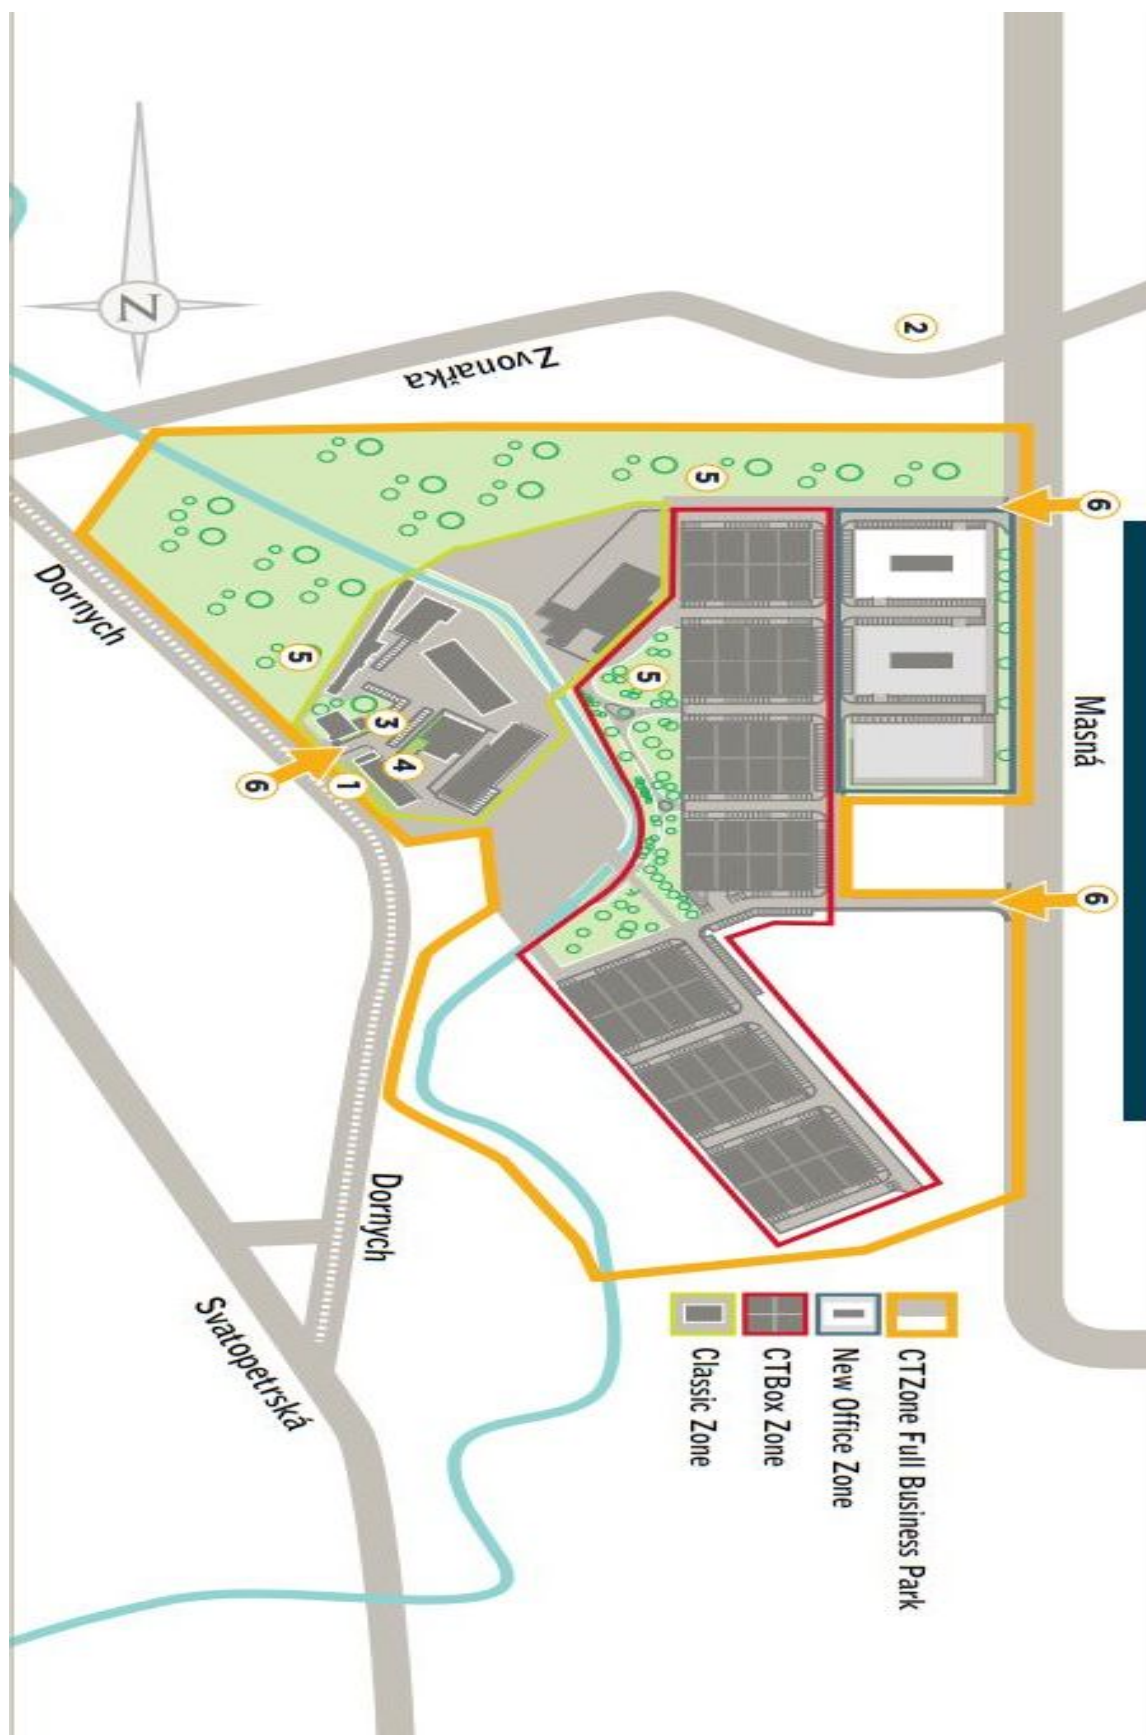 6
Masná
6
2
CTZone Full Business Park
New Office Zone
CTBox Zone
5
Classic Zone
5
Zvonařka
4
3
Dornych
1
5
6
Svatopetrská
N
Dornych